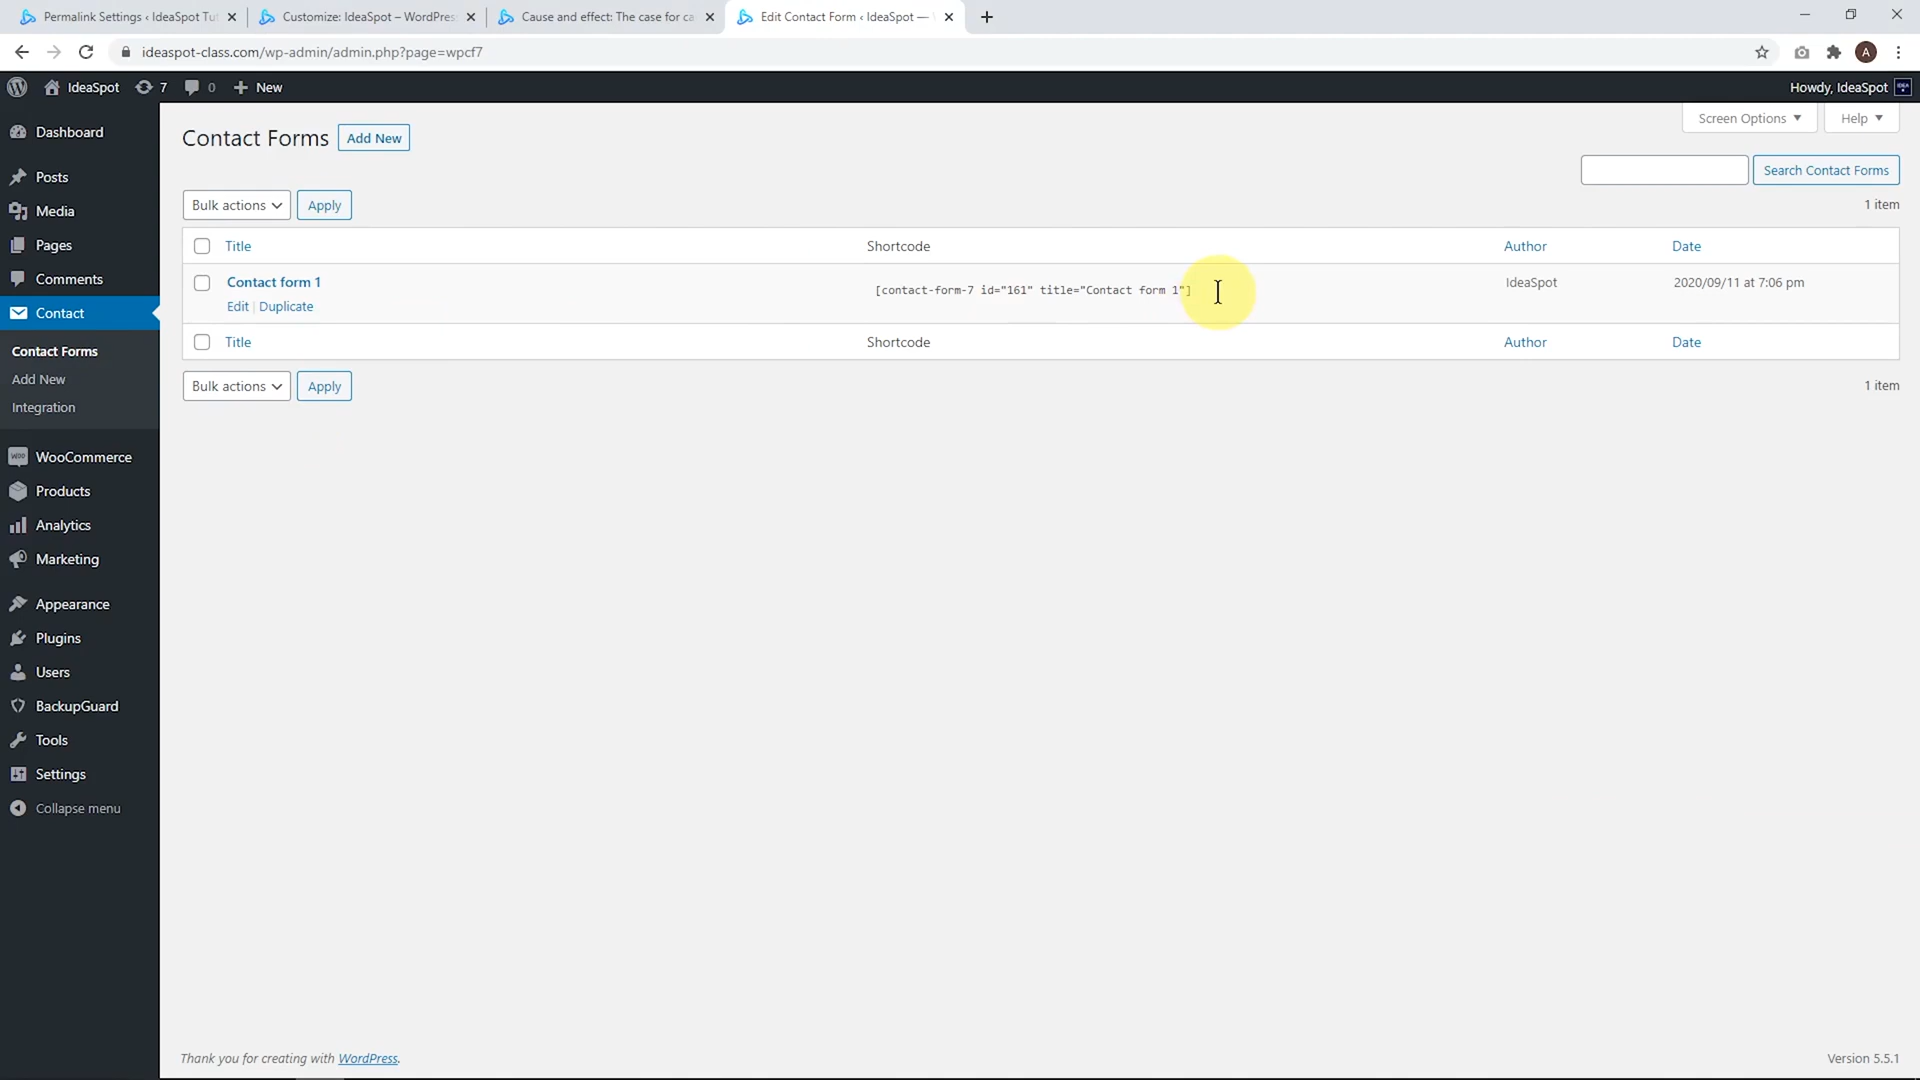 Permalink Settings ‹ IdeaSpot Tu
Customize: IdeaSpot – WordPres
Cause and effect: The case for ca
Edit Contact Form ‹ IdeaSpot —
ideaspot-class.com/wp-admin/admin.php?page=wpcf7
A
IdeaSpot
7
0
New
Howdy, IdeaSpot
Dashboard
Posts
Media
Pages
Comments
Contact
Contact Forms
Add New
Integration
WooCommerce
Products
Analytics
Marketing
Appearance
Plugins
Users
BackupGuard
Tools
Settings
Collapse menu
Screen Options
Help
Contact Forms
Add New
Search Contact Forms
Bulk actions
Apply
1 item
Title
Shortcode
Author
Date
Contact form 1
[contact-form-7 id="161" title="Contact form 1"]
IdeaSpot
2020/09/11 at 7:06 pm
Edit | Duplicate
Title
Shortcode
Author
Date
Bulk actions
Apply
1 item
Thank you for creating with WordPress.
Version 5.5.1